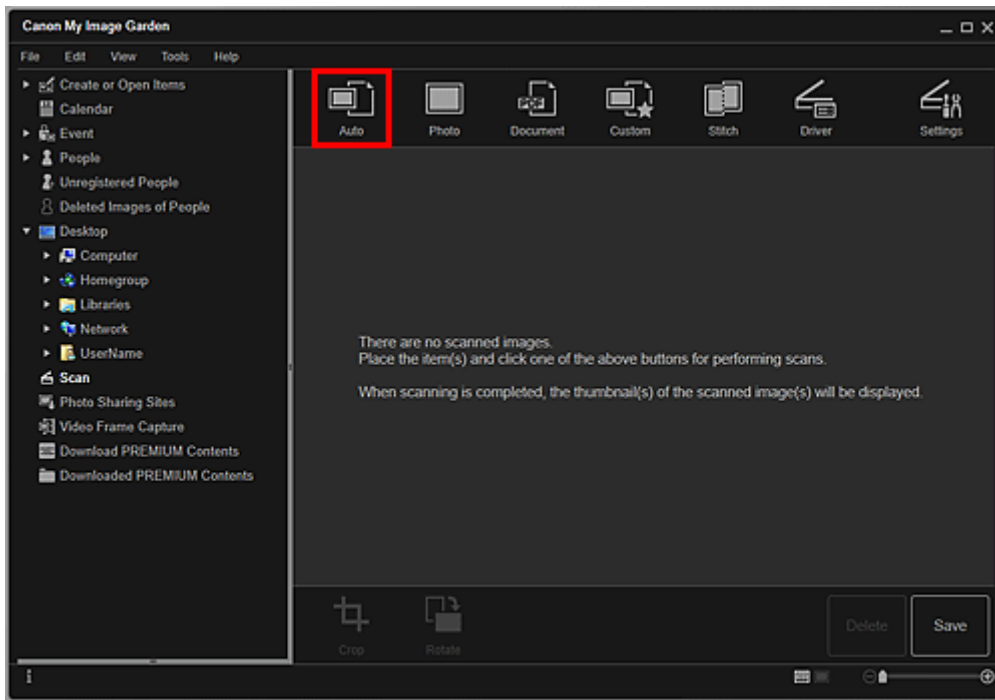 Canon My Image Garden
File Edit View Tools Help
Create or Open Items
Calendar
Event
People
Unregistered People
Deleted Images of People
Desktop
Computer
Homegroup
Libraries
Network
UserName
Scan
Photo Sharing Sites
Video Frame Capture
Download PREMIUM Contents
Downloaded PREMIUM Contents
Auto Photo Document Custom Stitch Driver Settings
PDF
There are no scanned images.
Place the item(s) and click one of the above buttons for performing scans.
When scanning is completed, the thumbnail(s) of the scanned image(s) will be displayed.
Crop Rotate Delete Save